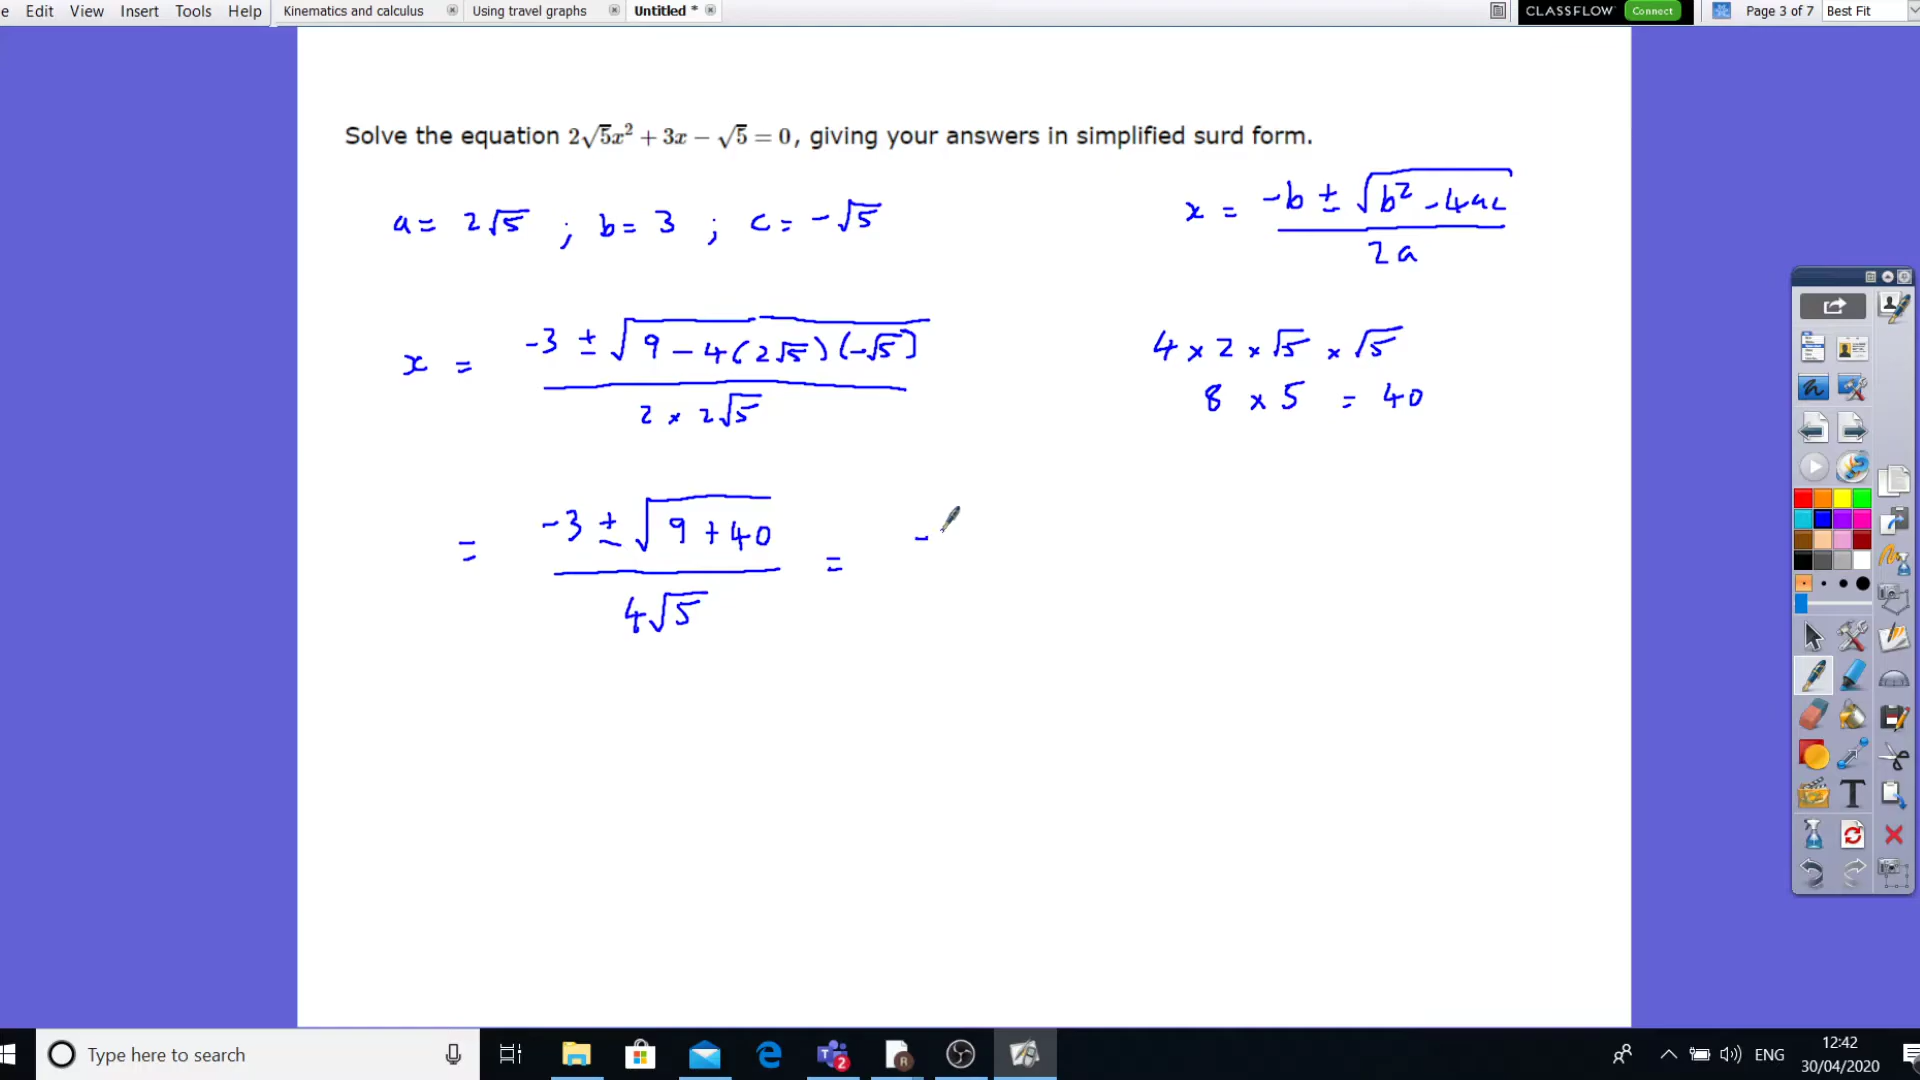 e Edit View Insert Tools Help Kinematics and calculus Using travel graphs Untitled * CLASSFLOW Connect Page 3 of 7 Best Fit
Solve the equation 2√5x² + 3x − √5 = 0, giving your answers in simplified surd form.
a = 2√5 ; b = 3 ; c = -√5
x = (-b ± √(b² - 4ac)) / 2a
x = (-3 ± √(9 - 4(2√5)(-√5))) / (2 × 2√5)
4 × 2 × √5 × √5
8 × 5 = 40
= (-3 ± √(9 + 40)) / 4√5 = -
Type here to search 2 R ENG 12:42
30/04/2020